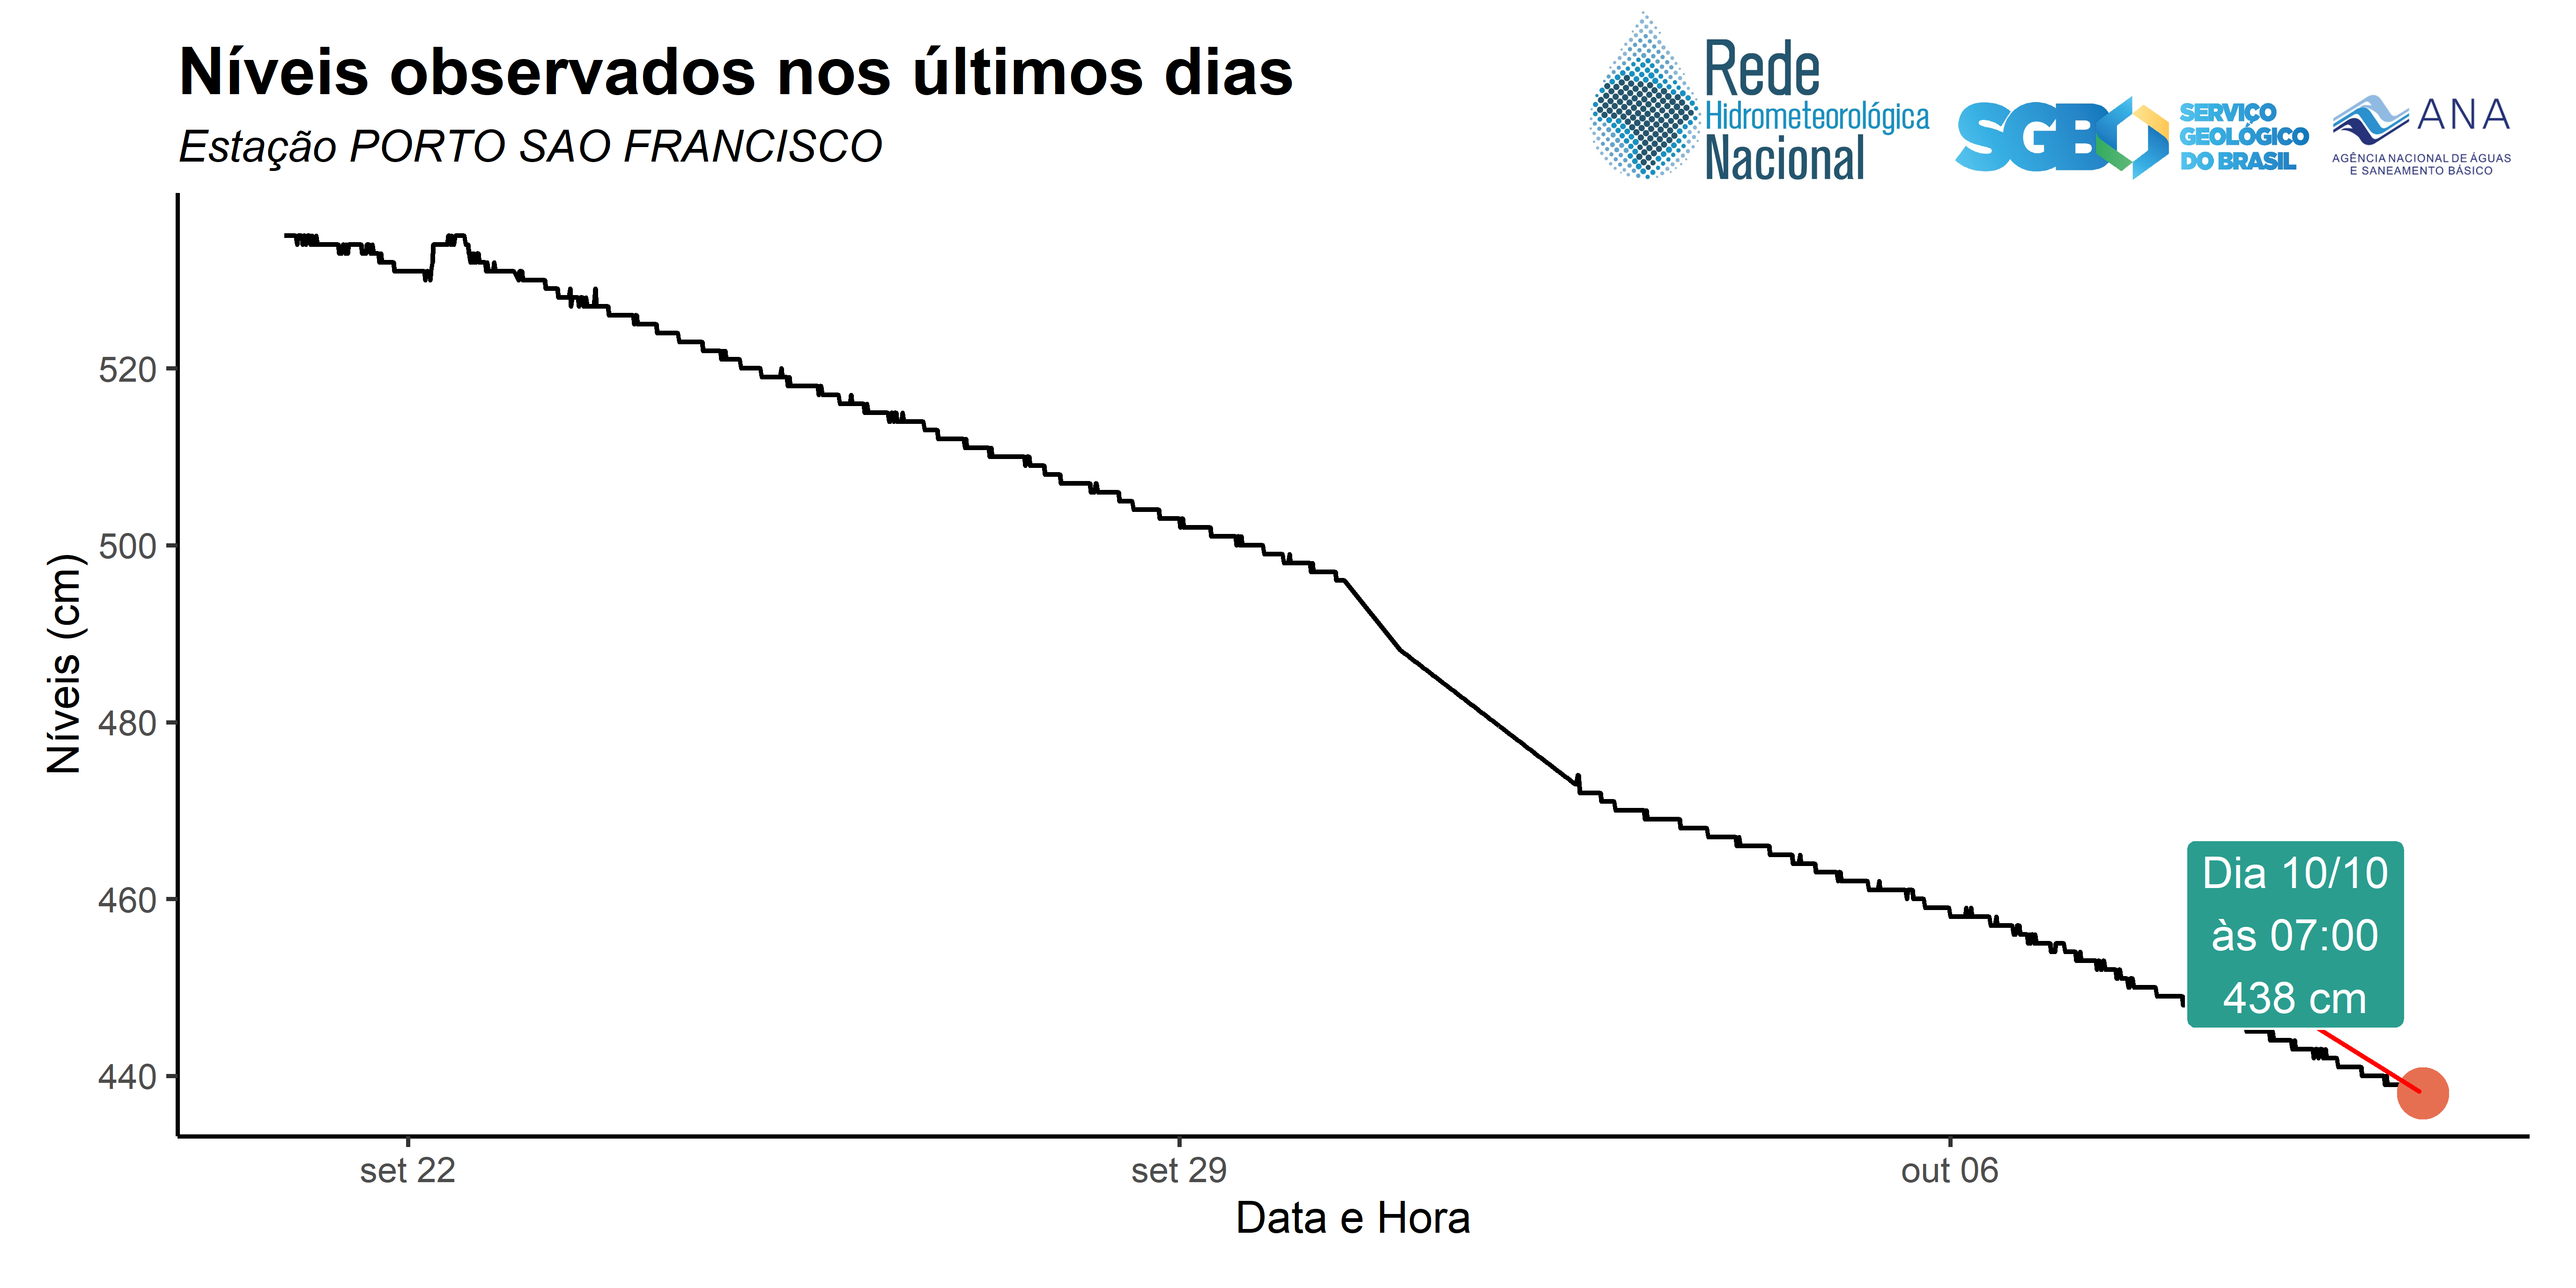 Níveis observados nos últimos dias
Estação PORTO SAO FRANCISCO
Rede
Hidrometeorológica
Nacional
SGB
SERVIÇO
GEOLÓGICO
DO BRASIL
ANA
AGÊNCIA NACIONAL DE ÁGUAS
E SANEAMENTO BÁSICO
Níveis (cm)
520
500
480
460
440
Dia 10/10
às 07:00
438 cm
set 22
set 29
out 06
Data e Hora